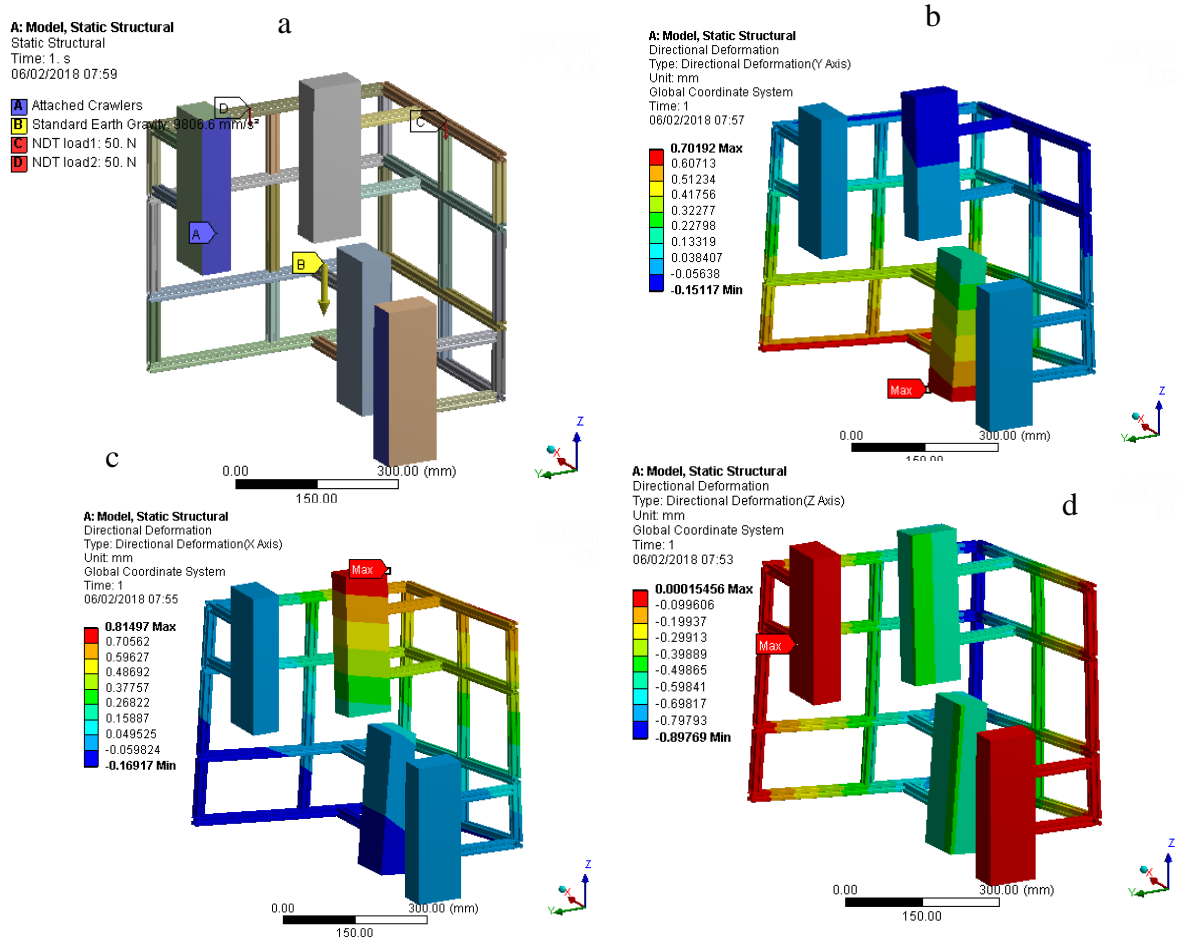 a
A: Model, Static Structural
Static Structural
Time: 1. s
06/02/2018 07:59
A Attached Crawlers
B Standard Earth Gravity: 9806.6 mm/s²
C NDT load1: 50. N
D NDT load2: 50. N
D
C
A
B
Z
X
Y
0.00 300.00 (mm)
150.00
b
A: Model, Static Structural
Directional Deformation
Type: Directional Deformation(Y Axis)
Unit: mm
Global Coordinate System
Time: 1
06/02/2018 07:57
0.70192 Max
0.60713
0.51234
0.41756
0.32277
0.22798
0.13319
0.038407
-0.05638
-0.15117 Min
Max
Z
X
Y
0.00 300.00 (mm)
150.00
c
A: Model, Static Structural
Directional Deformation
Type: Directional Deformation(X Axis)
Unit: mm
Global Coordinate System
Time: 1
06/02/2018 07:55
0.81497 Max
0.70562
0.59627
0.48692
0.37757
0.26822
0.15887
0.049525
-0.059824
-0.16917 Min
Max
Z
X
Y
0.00 300.00 (mm)
150.00
d
A: Model, Static Structural
Directional Deformation
Type: Directional Deformation(Z Axis)
Unit: mm
Global Coordinate System
Time: 1
06/02/2018 07:53
0.00015456 Max
-0.099606
-0.19937
-0.29913
-0.39889
-0.49865
-0.59841
-0.69817
-0.79793
-0.89769 Min
Max
Z
X
Y
0.00 300.00 (mm)
150.00